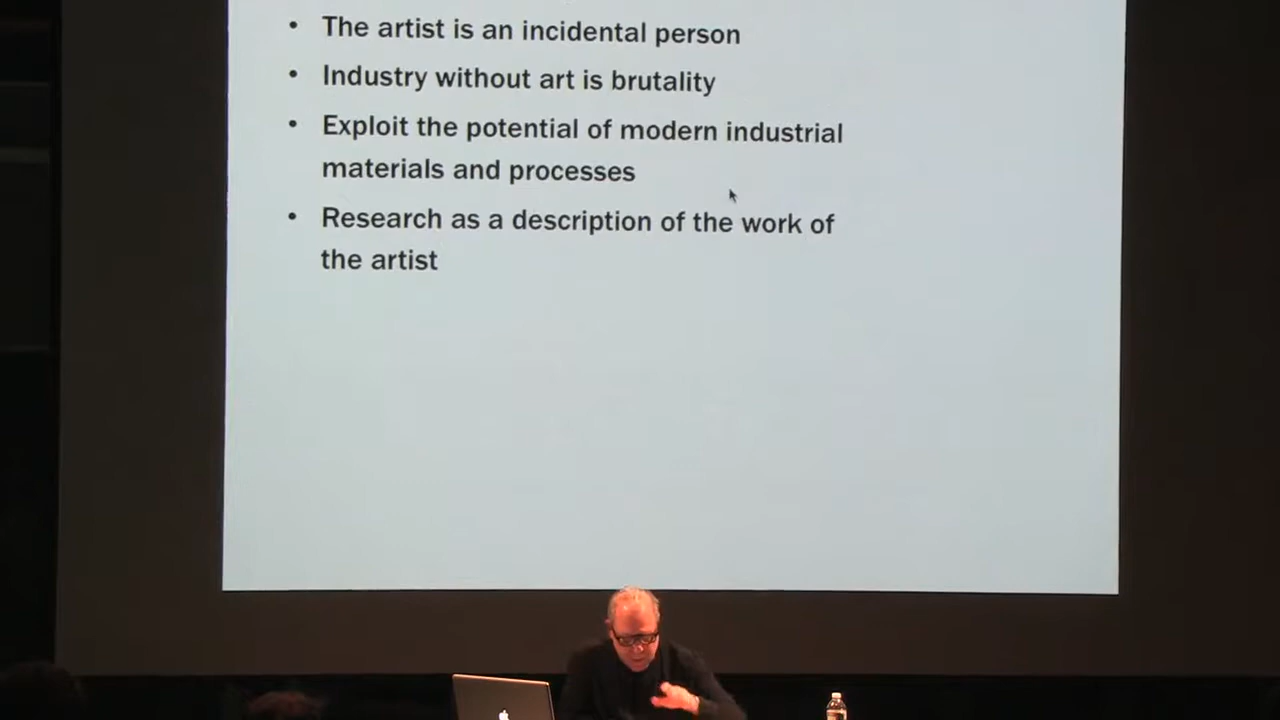 • The artist is an incidental person
• Industry without art is brutality
• Exploit the potential of modern industrial
materials and processes
• Research as a description of the work of
the artist